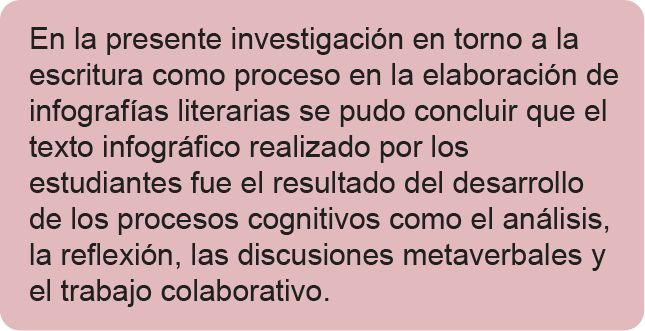 En la presente investigación en torno a la
escritura como proceso en la elaboración de
infografías literarias se pudo concluir que el
texto infográfico realizado por los
estudiantes fue el resultado del desarrollo
de los procesos cognitivos como el análisis,
la reflexión, las discusiones metaverbales y
el trabajo colaborativo.